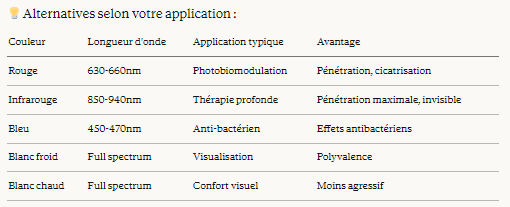 💡 Alternatives selon votre application :
Couleur Longueur d'onde Application typique Avantage
Rouge 630-660nm Photobiomodulation Pénétration, cicatrisation
Infrarouge 850-940nm Thérapie profonde Pénétration maximale, invisible
Bleu 450-470nm Anti-bactérien Effets antibactériens
Blanc froid Full spectrum Visualisation Polyvalence
Blanc chaud Full spectrum Confort visuel Moins agressif